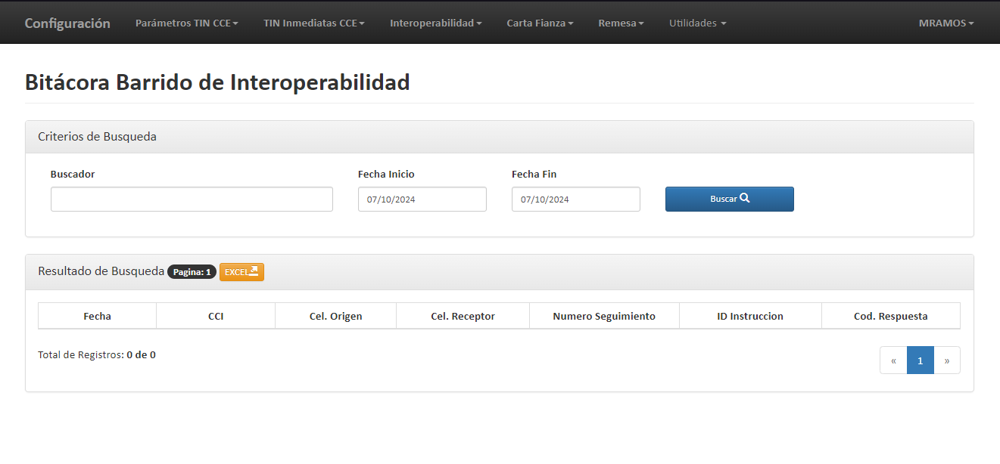 Configuración Parámetros TIN CCE TIN Inmediatas CCE Interoperabilidad Carta Fianza Remesa Utilidades MRAMOS
Bitácora Barrido de Interoperabilidad
Criterios de Busqueda
Buscador Fecha Inicio Fecha Fin
07/10/2024 07/10/2024 Buscar
Resultado de Busqueda Pagina: 1 EXCEL
Fecha CCI Cel. Origen Cel. Receptor Numero Seguimiento ID Instruccion Cod. Respuesta
Total de Registros: 0 de 0
« 1 »